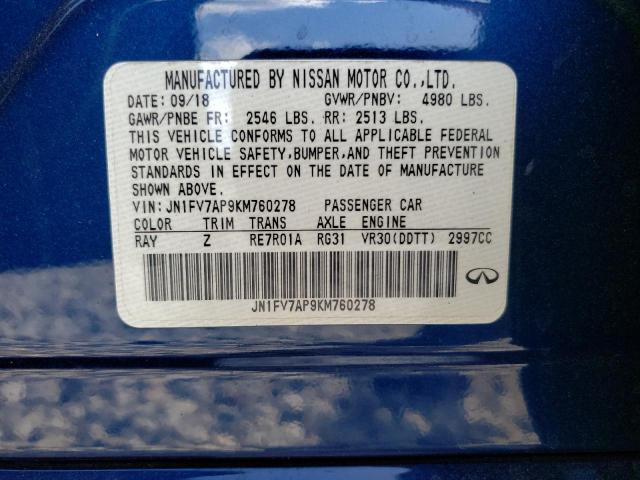 MANUFACTURED BY NISSAN MOTOR CO.,LTD.
DATE: 09/18 GVWR/PNBV: 4980 LBS.
GAWR/PNBE FR: 2546 LBS. RR: 2513 LBS.
THIS VEHICLE CONFORMS TO ALL APPLICABLE FEDERAL
MOTOR VEHICLE SAFETY,BUMPER,AND THEFT PREVENTION
STANDARDS IN EFFECT ON THE DATE OF MANUFACTURE
SHOWN ABOVE.
VIN: JN1FV7AP9KM760278 PASSENGER CAR
COLOR TRIM TRANS AXLE ENGINE
RAY Z RE7R01A RG31 VR30(DDTT) 2997CC
JN1FV7AP9KM760278